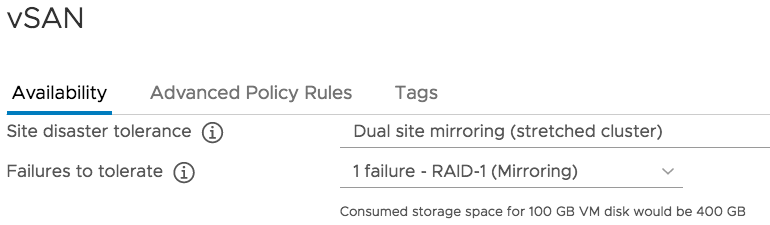 vSAN
Availability Advanced Policy Rules Tags
Site disaster tolerance Dual site mirroring (stretched cluster)
Failures to tolerate 1 failure - RAID-1 (Mirroring)
Consumed storage space for 100 GB VM disk would be 400 GB